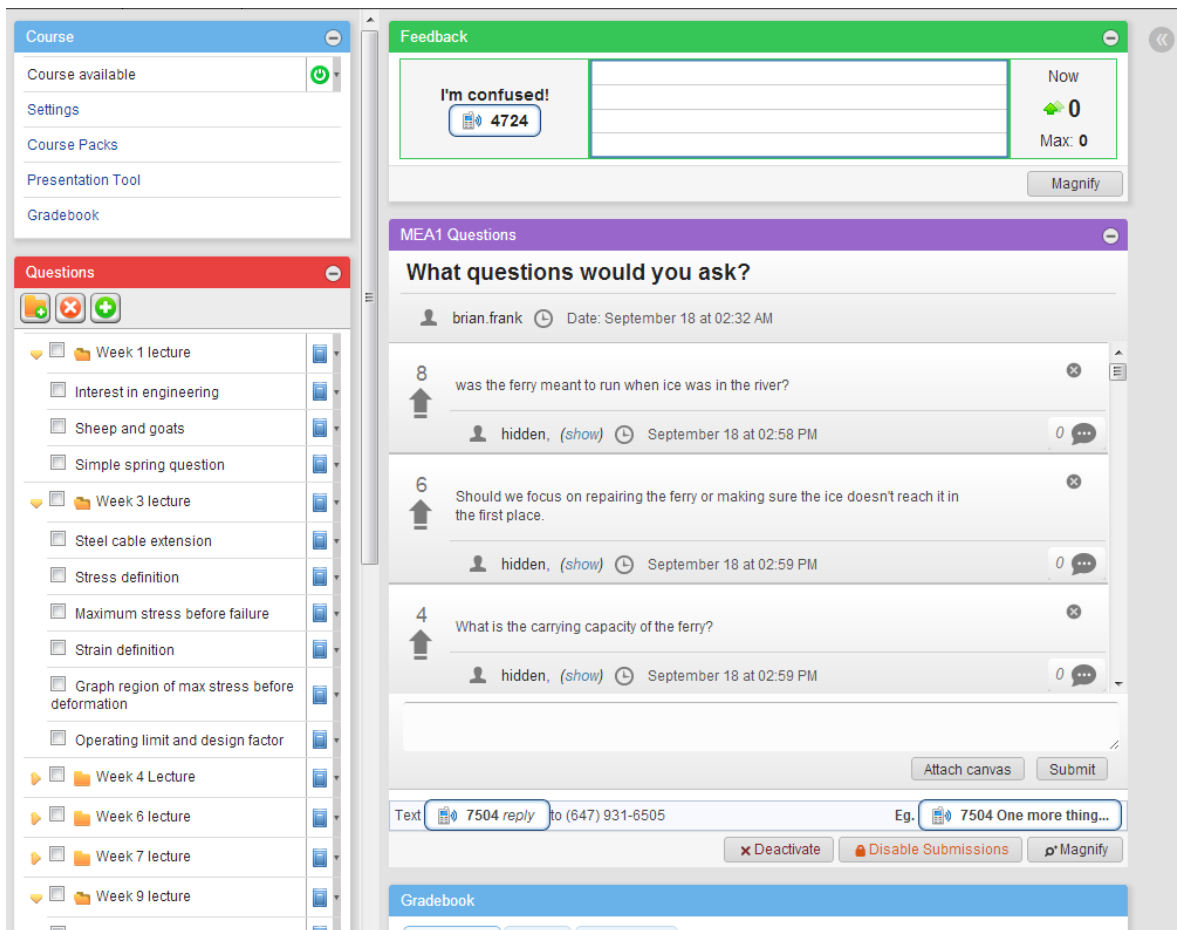 Course
Course available
Settings
Course Packs
Presentation Tool
Gradebook
Questions
Week 1 lecture
Interest in engineering
Sheep and goats
Simple spring question
Week 3 lecture
Steel cable extension
Stress definition
Maximum stress before failure
Strain definition
Graph region of max stress before
deformation
Operating limit and design factor
Week 4 Lecture
Week 6 lecture
Week 7 lecture
Week 9 lecture
Feedback
I'm confused!
4724
Now
0
Max: 0
Magnify
MEA1 Questions
What questions would you ask?
brian.frank Date: September 18 at 02:32 AM
8
was the ferry meant to run when ice was in the river?
hidden, (show) September 18 at 02:58 PM 0
6
Should we focus on repairing the ferry or making sure the ice doesn't reach it in
the first place.
hidden, (show) September 18 at 02:59 PM 0
4
What is the carrying capacity of the ferry?
hidden, (show) September 18 at 02:59 PM 0
Attach canvas Submit
Text 7504 reply to (647) 931-6505 Eg. 7504 One more thing...
Deactivate Disable Submissions Magnify
Gradebook